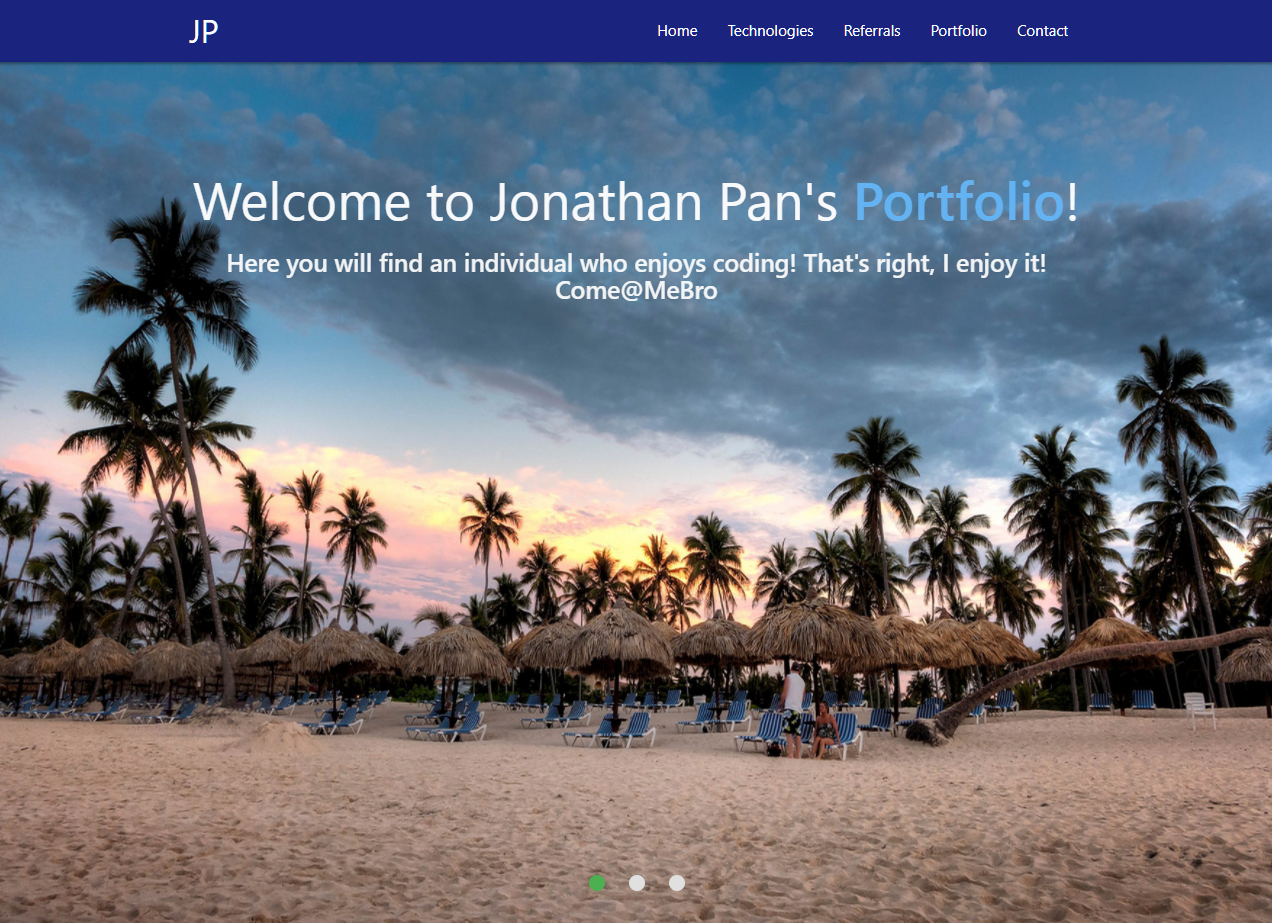 JP
Home Technologies Referrals Portfolio Contact
Welcome to Jonathan Pan's Portfolio!
Here you will find an individual who enjoys coding! That's right, I enjoy it!
Come@MeBro